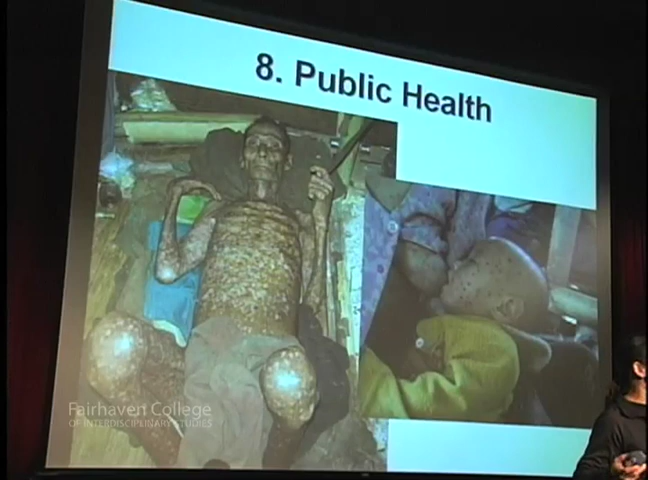 8. Public Health
Fairhaven College
OF INTERDISCIPLINARY STUDIES